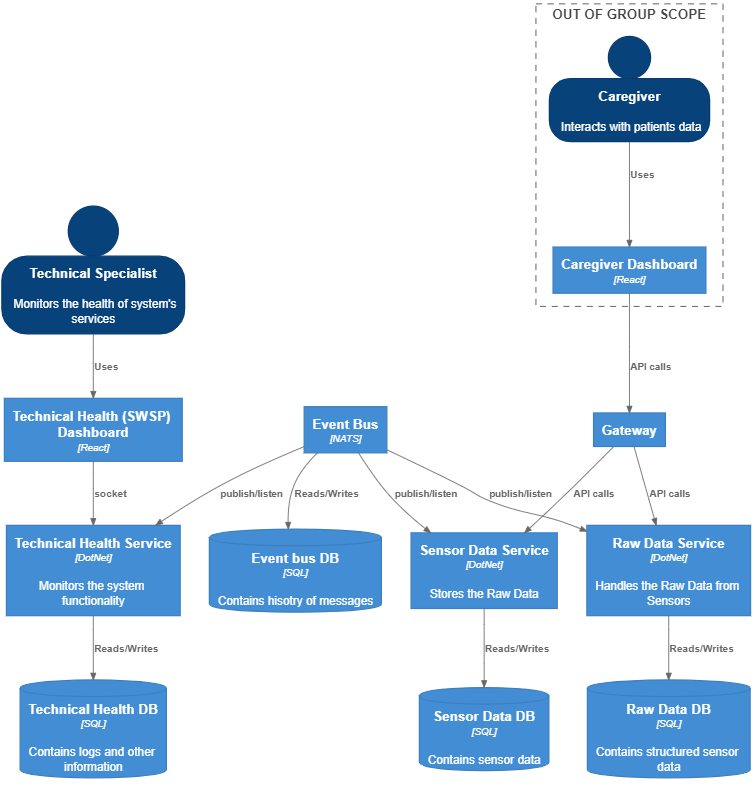 OUT OF GROUP SCOPE
Caregiver
Interacts with patients data
Uses
Caregiver Dashboard
[React]
API calls
Technical Specialist
Monitors the health of system's
services
Uses
Technical Health (SWSP)
Dashboard
[React]
socket
Event Bus
[NATS]
Gateway
publish/listen
Reads/Writes
publish/listen
publish/listen
API calls
API calls
Technical Health Service
[DotNet]
Monitors the system
functionality
Event bus DB
[SQL]
Contains hisotry of messages
Sensor Data Service
[DotNet]
Stores the Raw Data
Raw Data Service
[DotNet]
Handles the Raw Data from
Sensors
Reads/Writes
Reads/Writes
Reads/Writes
Technical Health DB
[SQL]
Contains logs and other
information
Sensor Data DB
[SQL]
Contains sensor data
Raw Data DB
[SQL]
Contains structured sensor
data